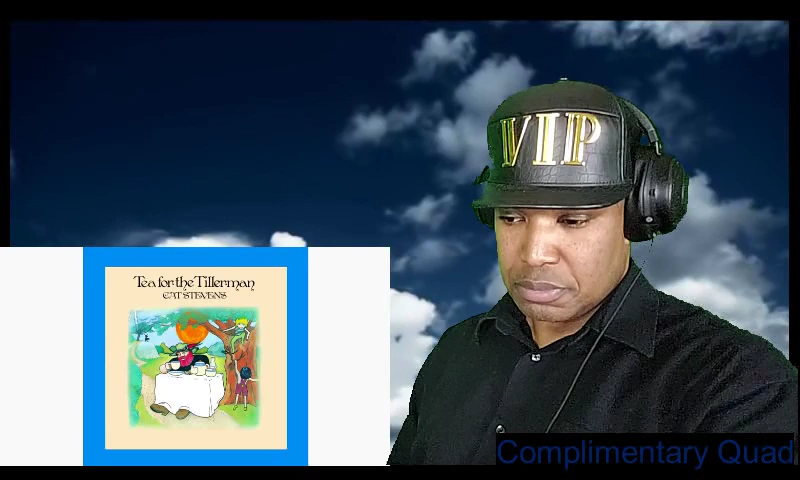 VIP
Tea for the Tillerman
CAT STEVENS
Complimentary Quad